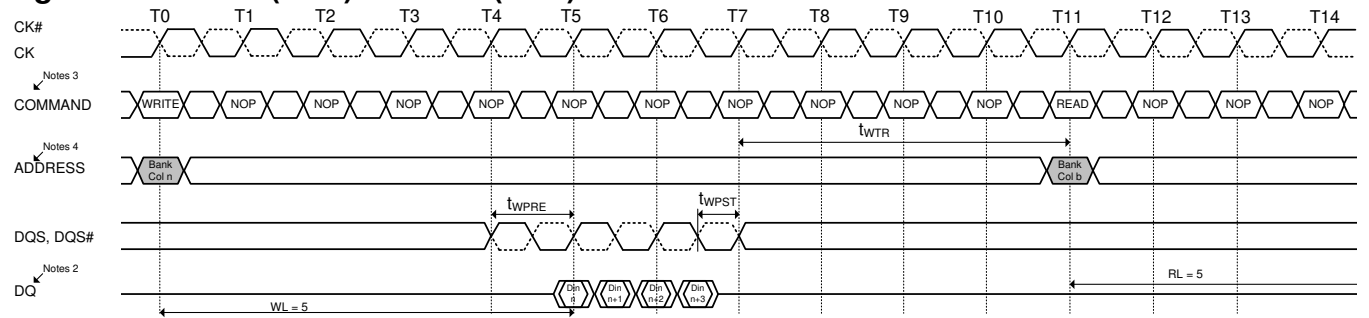 T0 T1 T2 T3 T4 T5 T6 T7 T8 T9 T10 T11 T12 T13 T14
CK#
CK
Notes 3
COMMAND WRITE NOP NOP NOP NOP NOP NOP NOP NOP NOP NOP READ NOP NOP NOP
tWTR
Notes 4
ADDRESS
Bank Bank
Col n Col b
tWPRE tWPST
DQS, DQS#
Notes 2
DQ
Din Din Din Din
n n+1 n+2 n+3
RL = 5
WL = 5